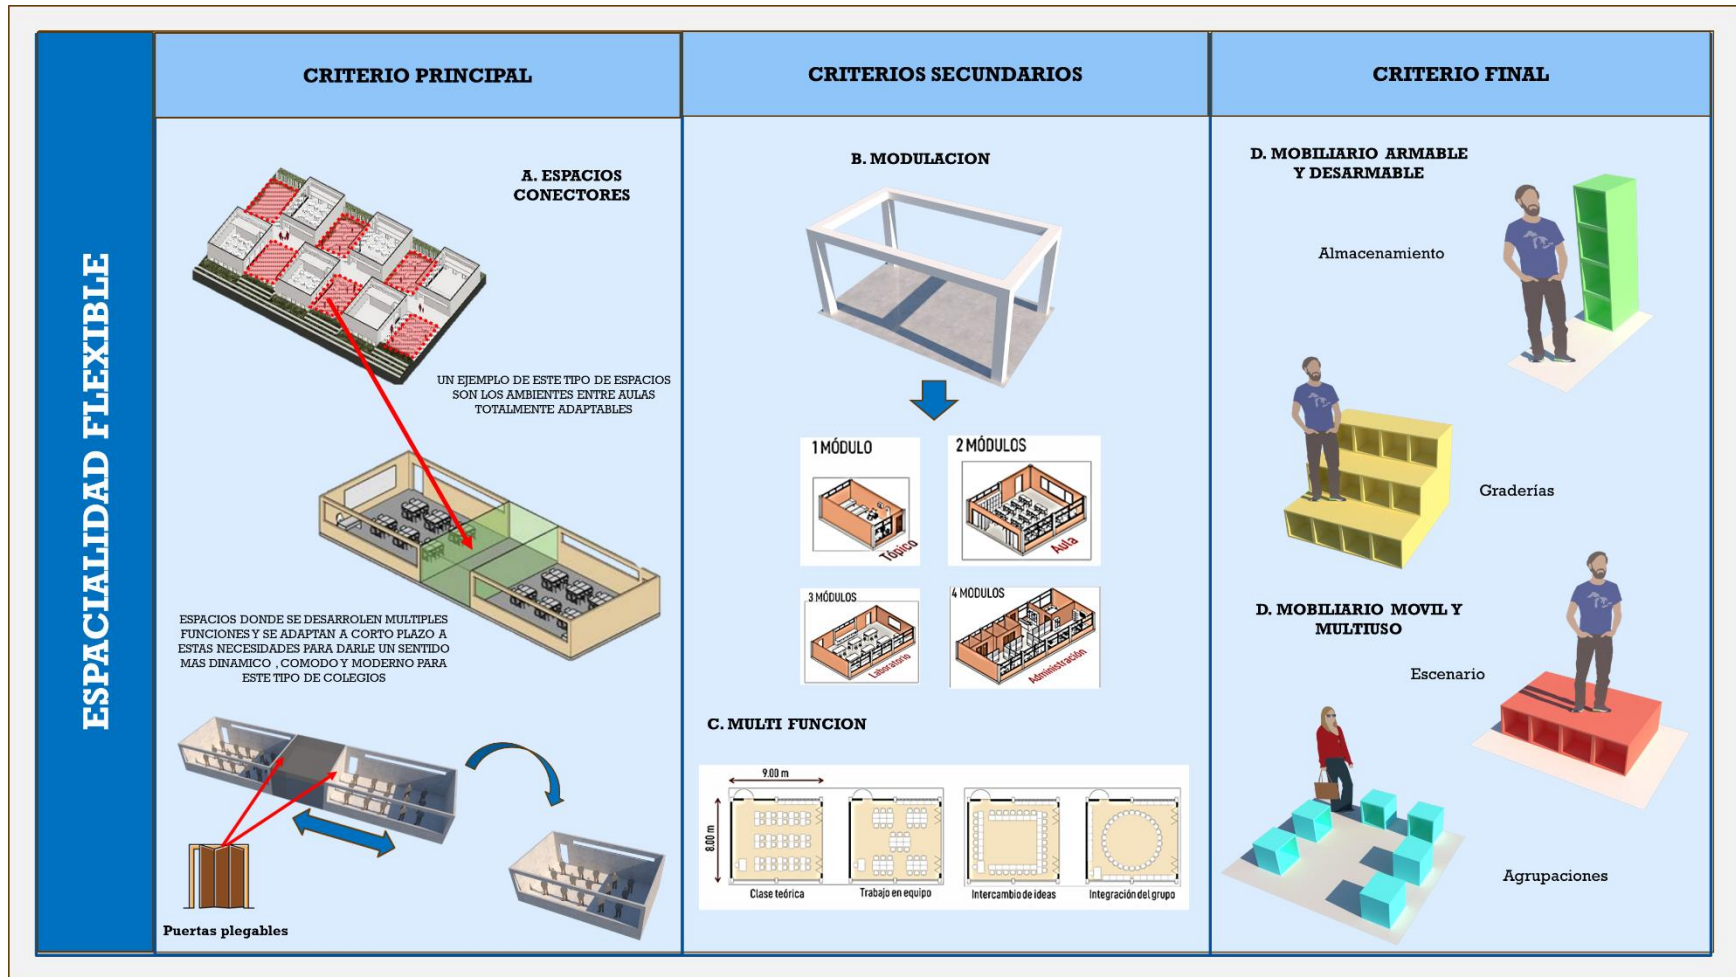 ESPACIALIDAD FLEXIBLE
CRITERIO PRINCIPAL
A. ESPACIOS
CONECTORES
UN EJEMPLO DE ESTE TIPO DE ESPACIOS
SON LOS AMBIENTES ENTRE AULAS
TOTALMENTE ADAPTABLES
ESPACIOS DONDE SE DESARROLEN MULTIPLES
FUNCIONES Y SE ADAPTAN A CORTO PLAZO A
ESTAS NECESIDADES PARA DARLE UN SENTIDO
MAS DINAMICO , COMODO Y MODERNO PARA
ESTE TIPO DE COLEGIOS
Puertas plegables
CRITERIOS SECUNDARIOS
B. MODULACION
1 MÓDULO
Tópico
2 MÓDULOS
Aula
3 MÓDULOS
Laboratorio
4 MÓDULOS
Administración
C. MULTI FUNCION
9.00 m
8.00 m
Clase teórica
Trabajo en equipo
Intercambio de ideas
Integración del grupo
CRITERIO FINAL
D. MOBILIARIO ARMABLE
Y DESARMABLE
Almacenamiento
Graderías
D. MOBILIARIO MOVIL Y
MULTIUSO
Escenario
Agrupaciones